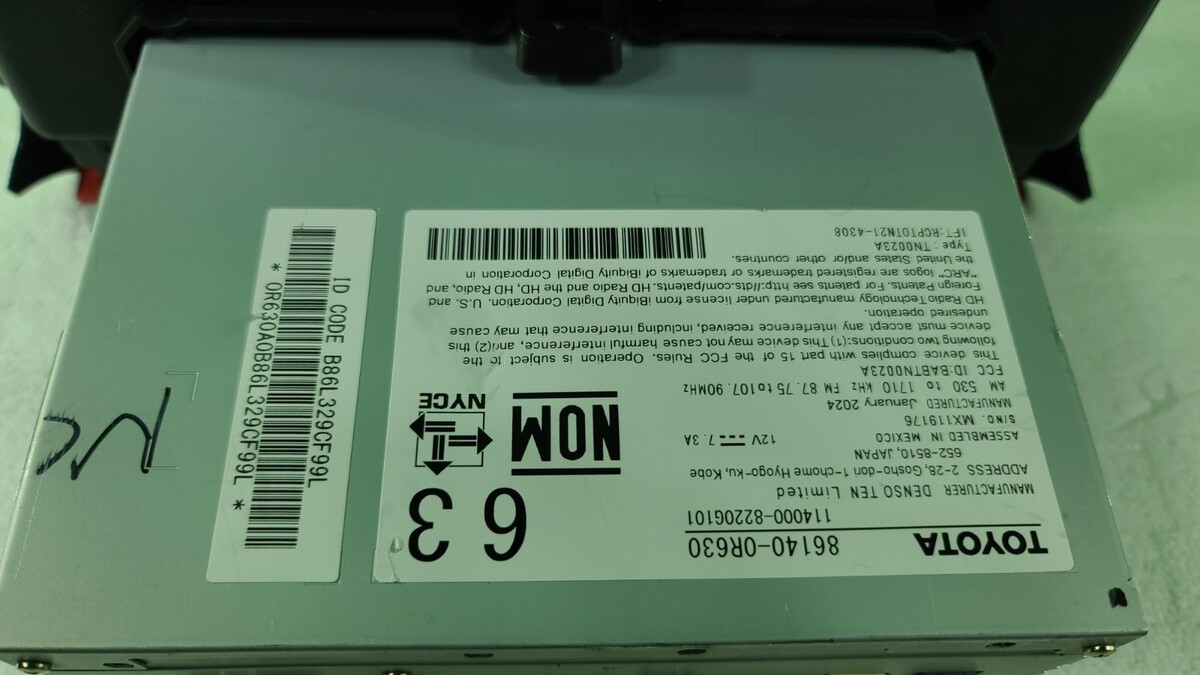 TOYOTA 86140-0R630
114000-8220G101
63
MANUFACTURER DENSO TEN Limited
ADDRESS 2-28, Gosho-dori 1-chome Hyogo-ku, Kobe
652-8510, JAPAN
ASSEMBLED IN MEXICO 12V 7.3A
S/NO. MX119176
MANUFACTURED January 2024
AM 530 to 1710 kHz FM 87.75 to 107.90MHz
FCC ID:BABTN0023A
NOM
NYCE
This device complies with part 15 of the FCC Rules. Operation is subject to the
following two conditions:(1) This device may not cause harmful interference, and (2) this
device must accept any interference received, including interference that may cause
undesired operation.
HD Radio Technology manufactured under license from iBiquity Digital Corporation. U.S. and
Foreign Patents. For patents see http://dts.com/patents. HD Radio and the HD, HD Radio, and
"ARC" logos are registered trademarks or trademarks of iBiquity Digital Corporation in
the United States and/or other countries.
Type : TN0023A
IFT:RCPTOTN21-4308
ID CODE B86L329CF99L
* 0R630A0B86L329CF99L *